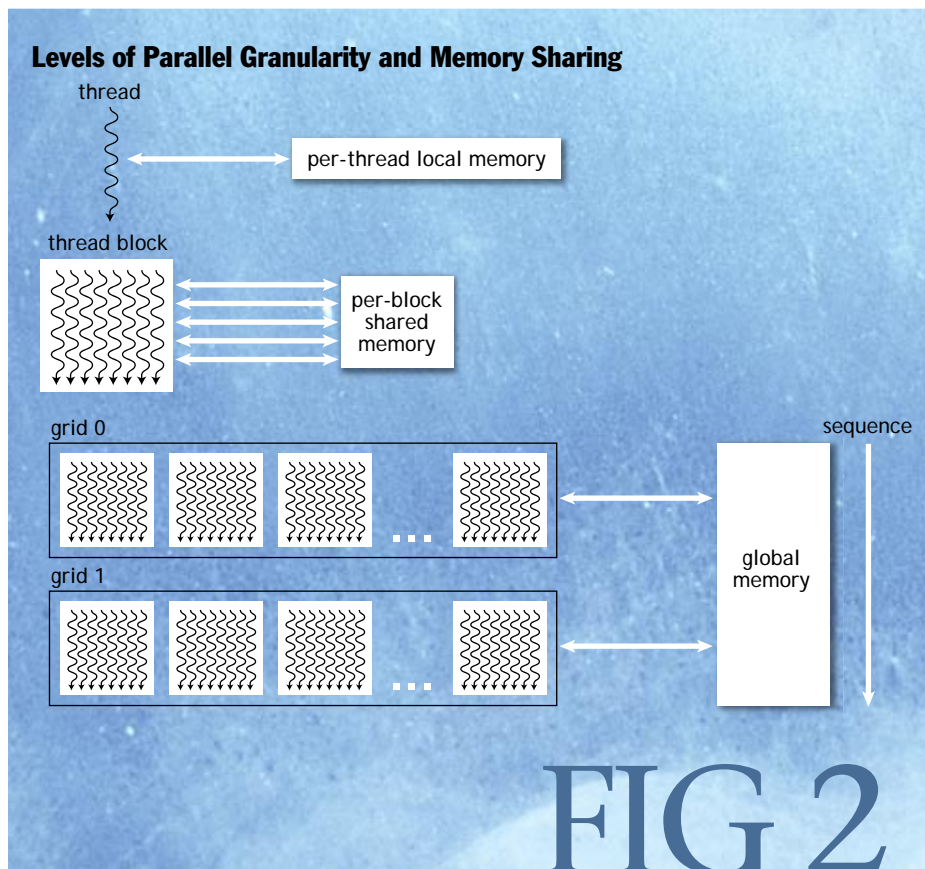 Levels of Parallel Granularity and Memory Sharing
thread
per-thread local memory
thread block
per-block
shared
memory
grid 0
sequence
global
memory
grid 1
FIG 2